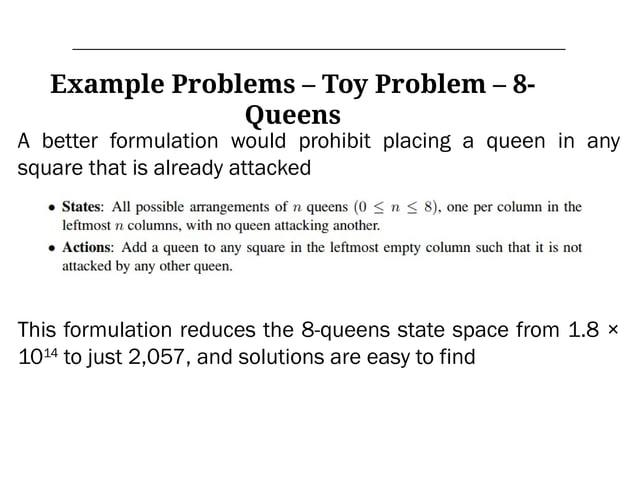 Example Problems – Toy Problem – 8-
Queens
A better formulation would prohibit placing a queen in any
square that is already attacked
• States: All possible arrangements of n queens (0 ≤ n ≤ 8), one per column in the
leftmost n columns, with no queen attacking another.
• Actions: Add a queen to any square in the leftmost empty column such that it is not
attacked by any other queen.
This formulation reduces the 8-queens state space from 1.8 ×
10¹⁴ to just 2,057, and solutions are easy to find